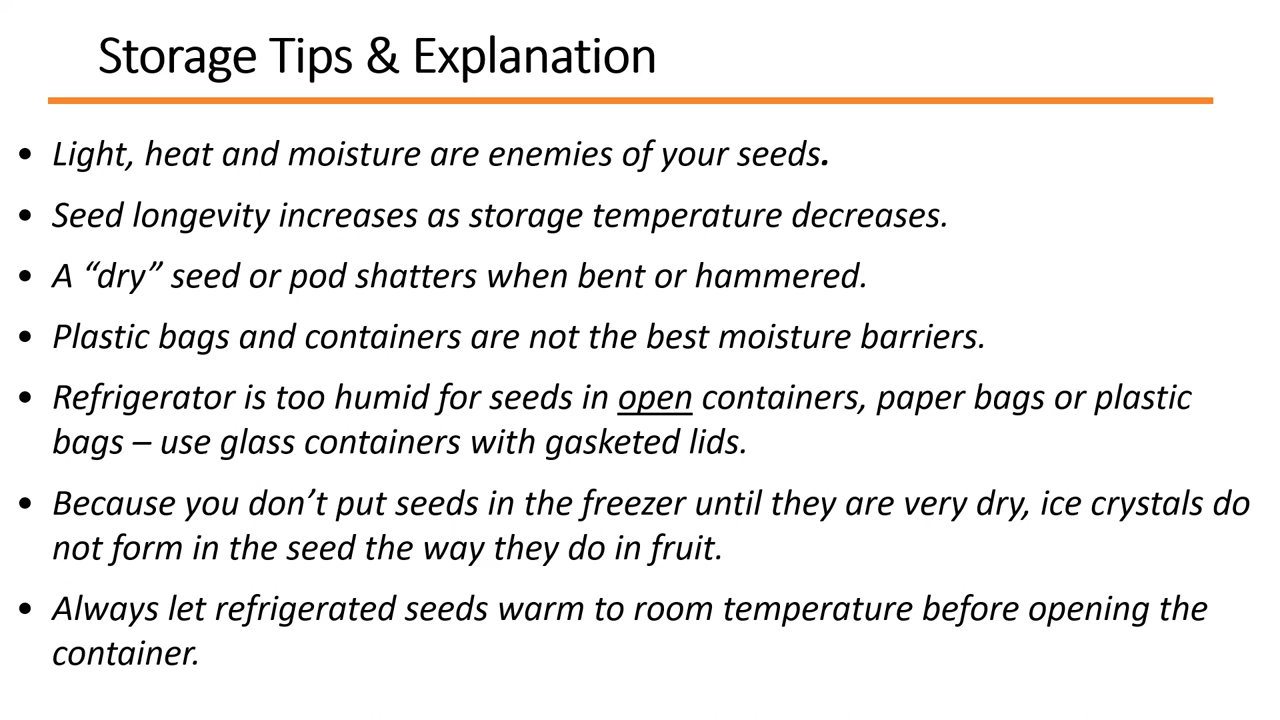 Storage Tips & Explanation
• Light, heat and moisture are enemies of your seeds.
• Seed longevity increases as storage temperature decreases.
• A “dry” seed or pod shatters when bent or hammered.
• Plastic bags and containers are not the best moisture barriers.
• Refrigerator is too humid for seeds in open containers, paper bags or plastic
bags – use glass containers with gasketed lids.
• Because you don’t put seeds in the freezer until they are very dry, ice crystals do
not form in the seed the way they do in fruit.
• Always let refrigerated seeds warm to room temperature before opening the
container.